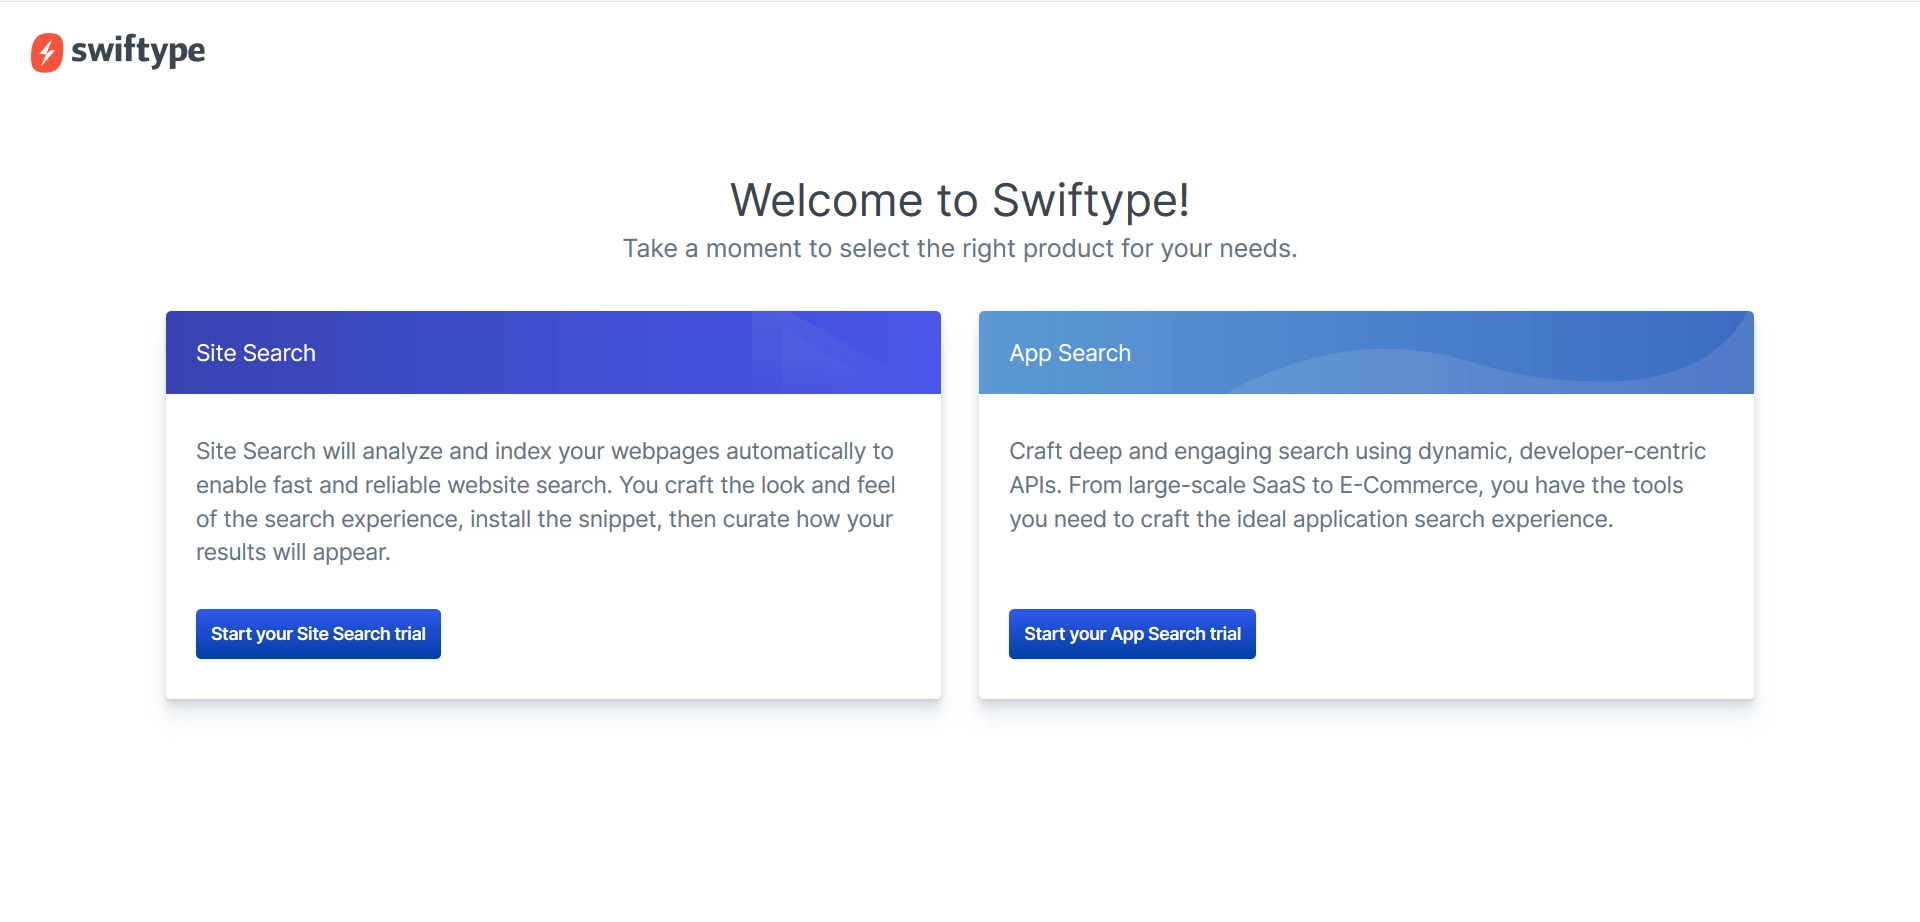 swiftype
Welcome to Swiftype!
Take a moment to select the right product for your needs.
Site Search
Site Search will analyze and index your webpages automatically to
enable fast and reliable website search. You craft the look and feel
of the search experience, install the snippet, then curate how your
results will appear.
Start your Site Search trial
App Search
Craft deep and engaging search using dynamic, developer-centric
APIs. From large-scale SaaS to E-Commerce, you have the tools
you need to craft the ideal application search experience.
Start your App Search trial